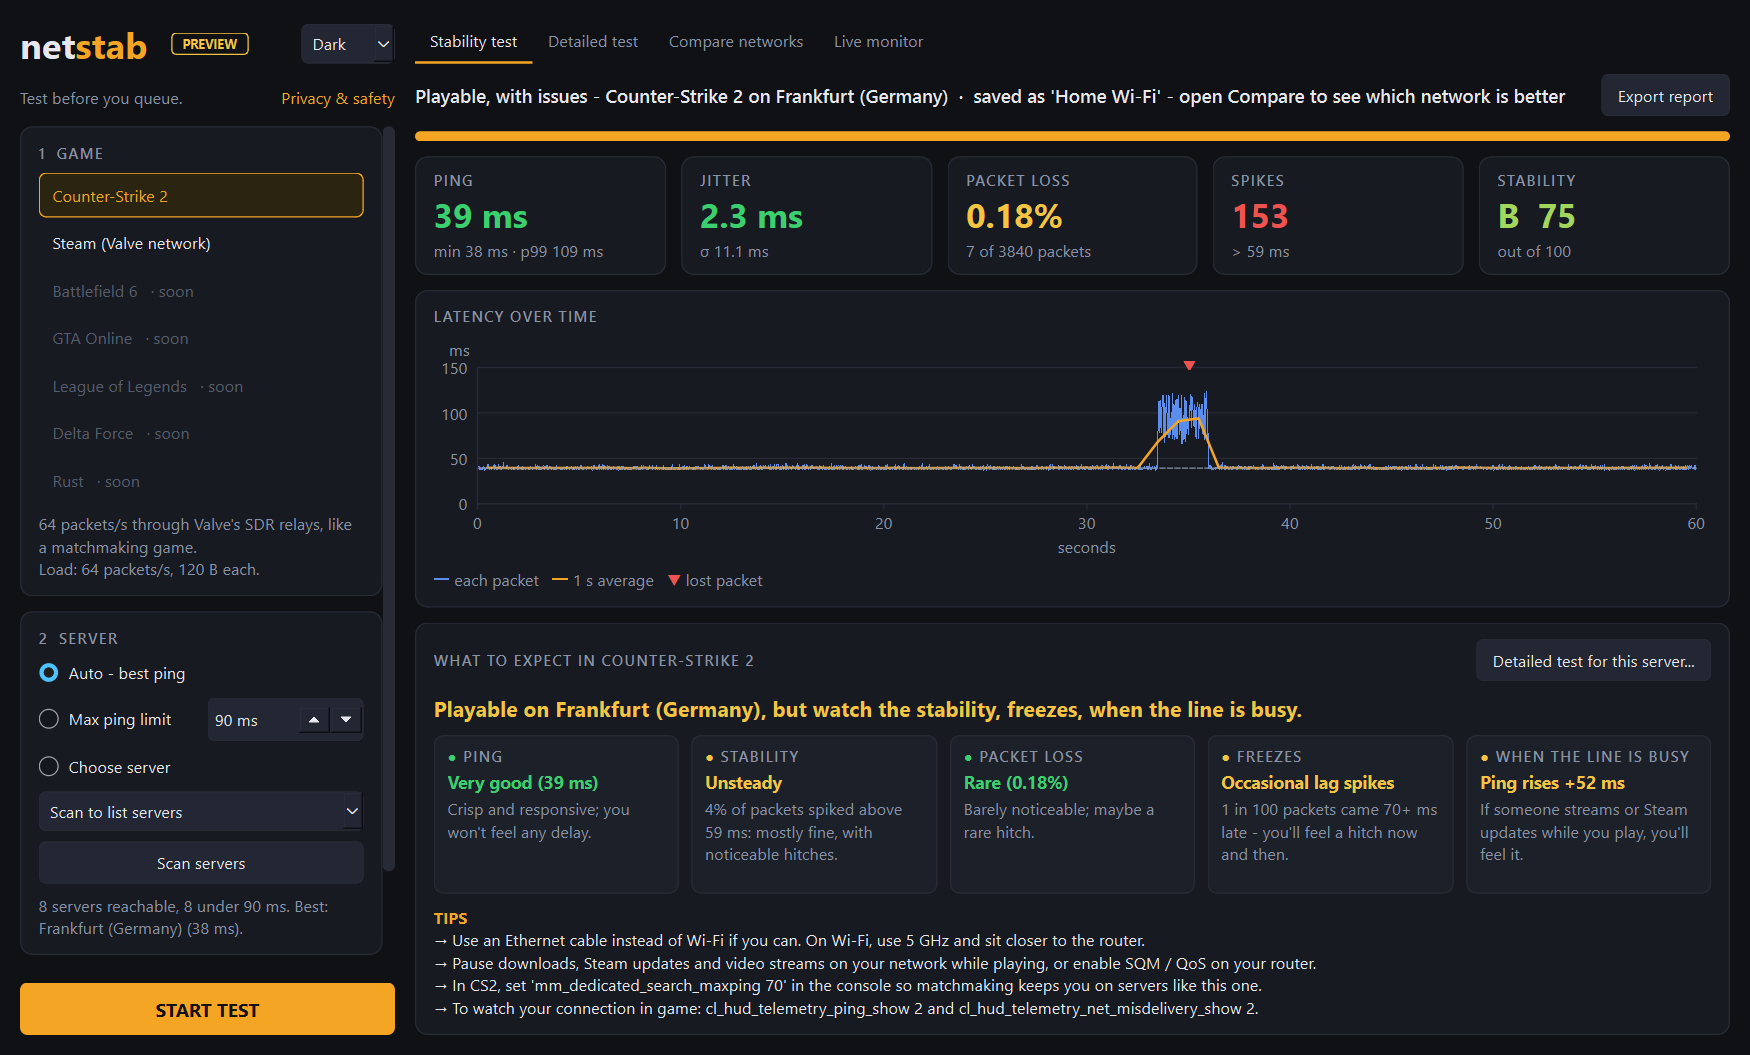 netstab PREVIEW Dark
Stability test Detailed test Compare networks Live monitor
Test before you queue. Privacy & safety
Playable, with issues - Counter-Strike 2 on Frankfurt (Germany) · saved as 'Home Wi-Fi' - open Compare to see which network is better
Export report
1 GAME
Counter-Strike 2
Steam (Valve network)
Battlefield 6 · soon
GTA Online · soon
League of Legends · soon
Delta Force · soon
Rust · soon
64 packets/s through Valve's SDR relays, like
a matchmaking game.
Load: 64 packets/s, 120 B each.
2 SERVER
Auto - best ping
Max ping limit 90 ms
Choose server
Scan to list servers
Scan servers
8 servers reachable, 8 under 90 ms. Best:
Frankfurt (Germany) (38 ms).
START TEST
PING
39 ms
min 38 ms · p99 109 ms
JITTER
2.3 ms
σ 11.1 ms
PACKET LOSS
0.18%
7 of 3840 packets
SPIKES
153
> 59 ms
STABILITY
B 75
out of 100
LATENCY OVER TIME
ms
150
100
50
0
0 10 20 30 40 50 60
seconds
each packet 1 s average lost packet
WHAT TO EXPECT IN COUNTER-STRIKE 2
Detailed test for this server...
Playable on Frankfurt (Germany), but watch the stability, freezes, when the line is busy.
PING
Very good (39 ms)
Crisp and responsive; you
won't feel any delay.
STABILITY
Unsteady
4% of packets spiked above
59 ms: mostly fine, with
noticeable hitches.
PACKET LOSS
Rare (0.18%)
Barely noticeable; maybe a
rare hitch.
FREEZES
Occasional lag spikes
1 in 100 packets came 70+ ms
late - you'll feel a hitch now
and then.
WHEN THE LINE IS BUSY
Ping rises +52 ms
If someone streams or Steam
updates while you play, you'll
feel it.
TIPS
→ Use an Ethernet cable instead of Wi-Fi if you can. On Wi-Fi, use 5 GHz and sit closer to the router.
→ Pause downloads, Steam updates and video streams on your network while playing, or enable SQM / QoS on your router.
→ In CS2, set 'mm_dedicated_search_maxping 70' in the console so matchmaking keeps you on servers like this one.
→ To watch your connection in game: cl_hud_telemetry_ping_show 2 and cl_hud_telemetry_net_misdelivery_show 2.